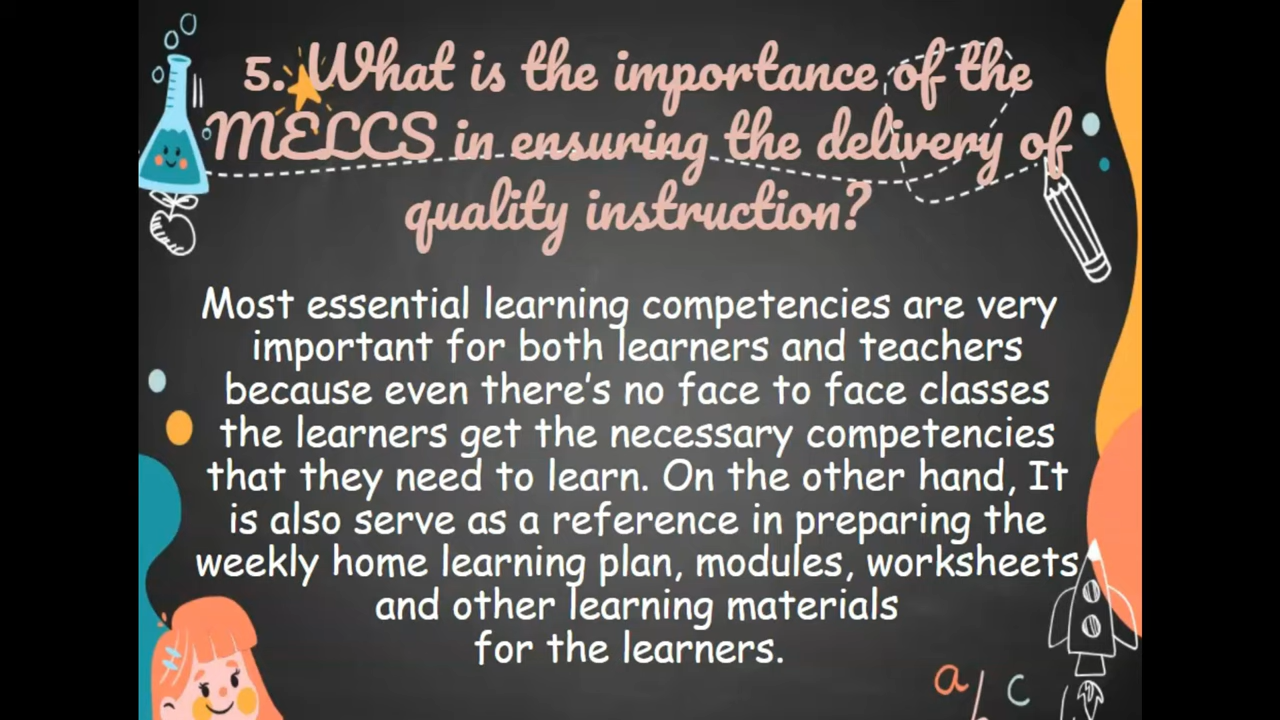 5. What is the importance of the
MELCS in ensuring the delivery of
quality instruction?
Most essential learning competencies are very
important for both learners and teachers
because even there's no face to face classes
the learners get the necessary competencies
that they need to learn. On the other hand, It
is also serve as a reference in preparing the
weekly home learning plan, modules, worksheets
and other learning materials
for the learners.
a b c